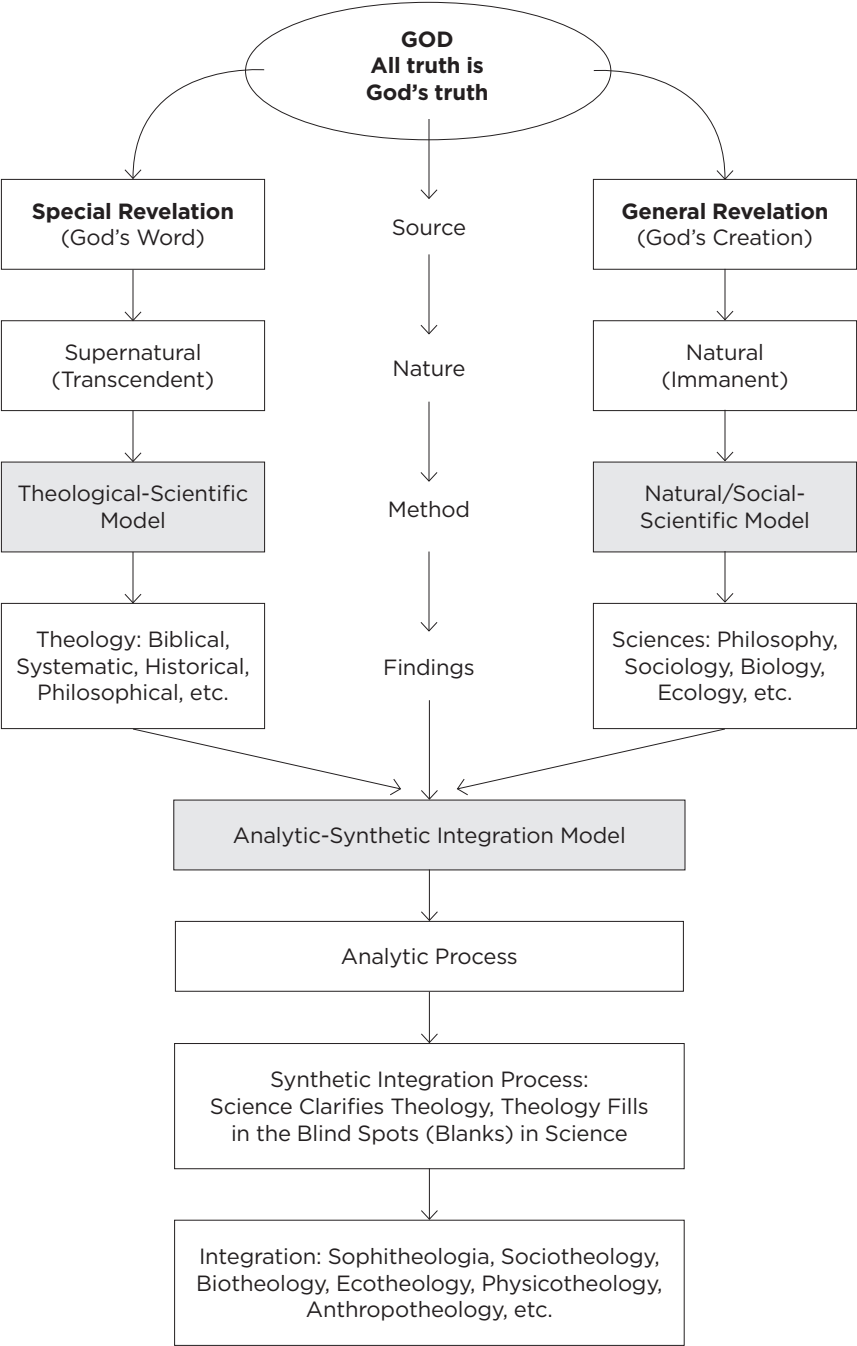 GOD
All truth is
God's truth
Special Revelation
(God's Word)
Source
General Revelation
(God's Creation)
Supernatural
(Transcendent)
Nature
Natural
(Immanent)
Theological-Scientific
Model
Method
Natural/Social-
Scientific Model
Theology: Biblical,
Systematic, Historical,
Philosophical, etc.
Findings
Sciences: Philosophy,
Sociology, Biology,
Ecology, etc.
Analytic-Synthetic Integration Model
Analytic Process
Synthetic Integration Process:
Science Clarifies Theology, Theology Fills
in the Blind Spots (Blanks) in Science
Integration: Sophitheologia, Sociotheology,
Biotheology, Ecotheology, Physicotheology,
Anthropotheology, etc.